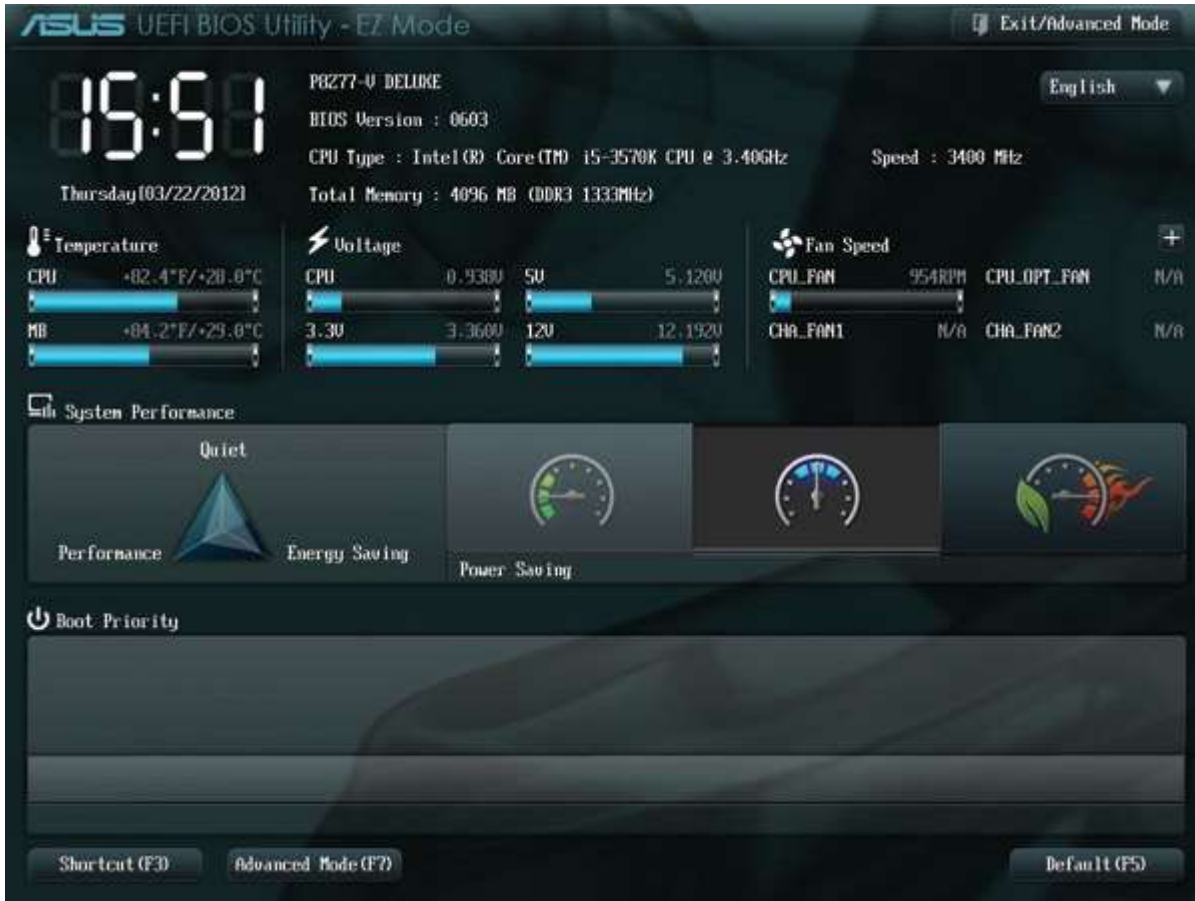 ASUS UEFI BIOS Utility - EZ Mode
Exit/Advanced Mode
15:51
Thursday[03/22/2012]
P8Z77-V DELUXE
English
BIOS Version : 0603
CPU Type : Intel(R) Core(TM) i5-3570K CPU @ 3.40GHz Speed : 3400 MHz
Total Memory : 4096 MB (DDR3 1333MHz)
Temperature
CPU +82.4°F/+28.0°C
MB +84.2°F/+29.0°C
Voltage
CPU 0.938V 5V 5.120V
3.3V 3.360V 12V 12.192V
Fan Speed
CPU_FAN 954RPM CPU_OPT_FAN N/A
CHA_FAN1 N/A CHA_FAN2 N/A
System Performance
Quiet
Performance Energy Saving
Power Saving
Boot Priority
Shortcut(F3) Advanced Mode(F7) Default(F5)